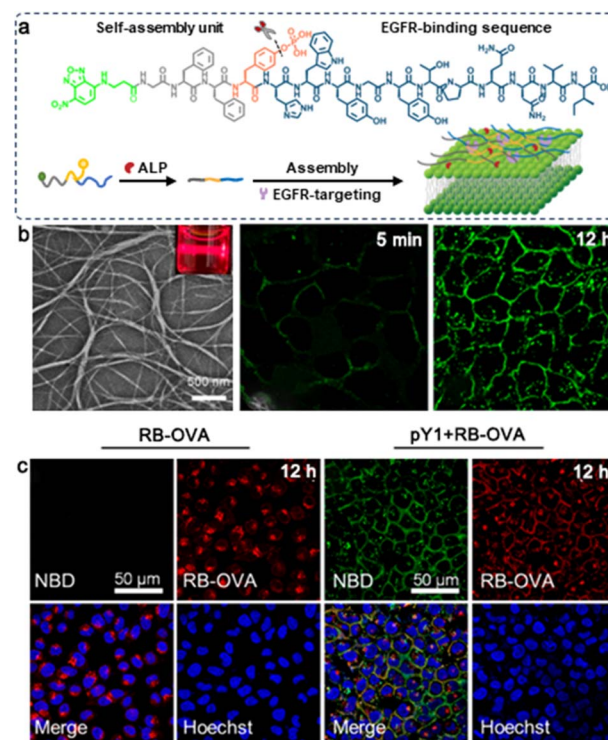 a
Self-assembly unit
EGFR-binding sequence
ALP
Assembly
EGFR-targeting
b
500 nm
5 min
12 h
RB-OVA
pY1+RB-OVA
c
NBD
50 µm
12 h
RB-OVA
NBD
50 µm
12 h
RB-OVA
Merge
Hoechst
Merge
Hoechst